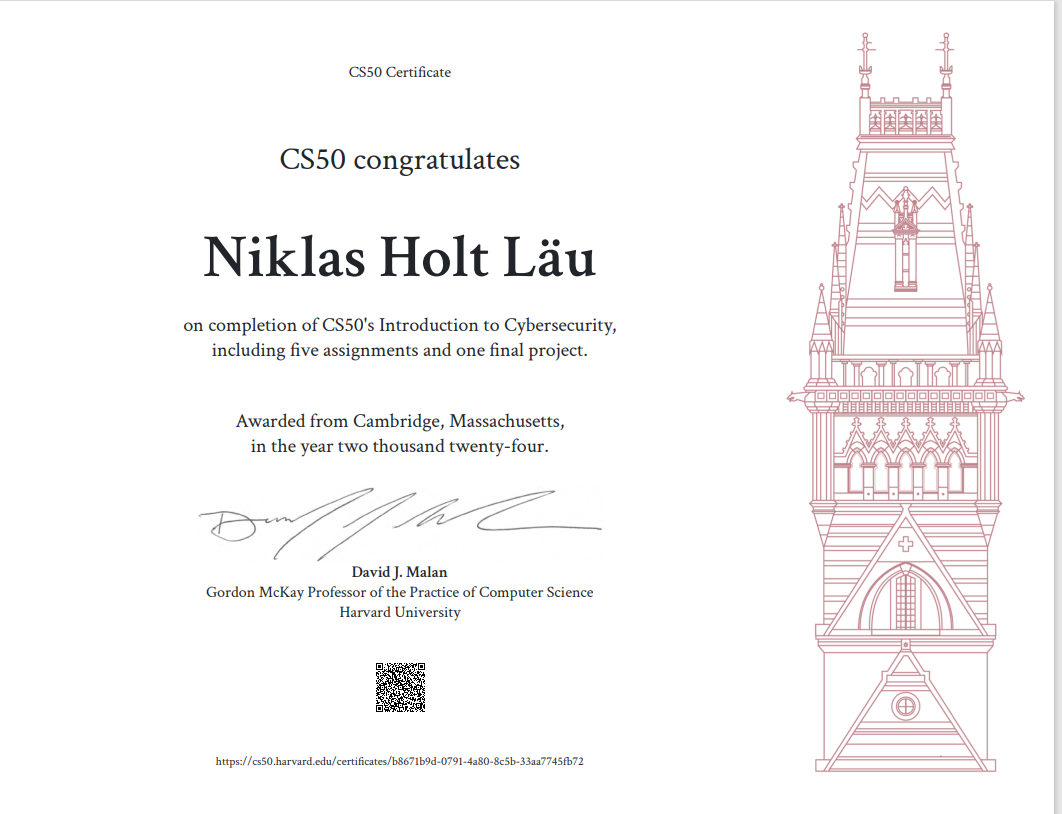 CS50 Certificate
CS50 congratulates
Niklas Holt Läu
on completion of CS50's Introduction to Cybersecurity,
including five assignments and one final project.
Awarded from Cambridge, Massachusetts,
in the year two thousand twenty-four.
David J. Malan
Gordon McKay Professor of the Practice of Computer Science
Harvard University
https://cs50.harvard.edu/certificates/b8671b9d-0791-4a80-8c5b-33aa7745fb72